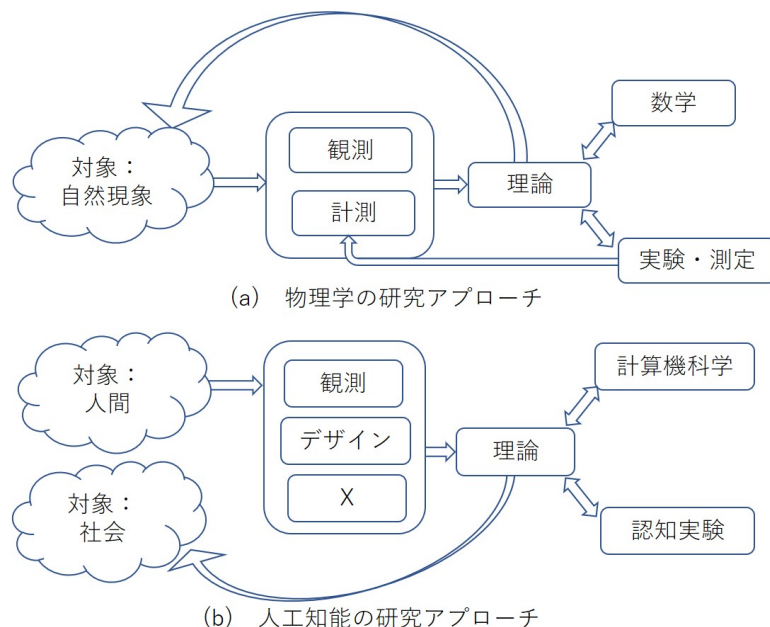 数学
観測
対象：
自然現象
理論
計測
実験・測定
(a) 物理学の研究アプローチ
対象：
人間
観測
計算機科学
デザイン
理論
X
対象：
社会
認知実験
(b) 人工知能の研究アプローチ